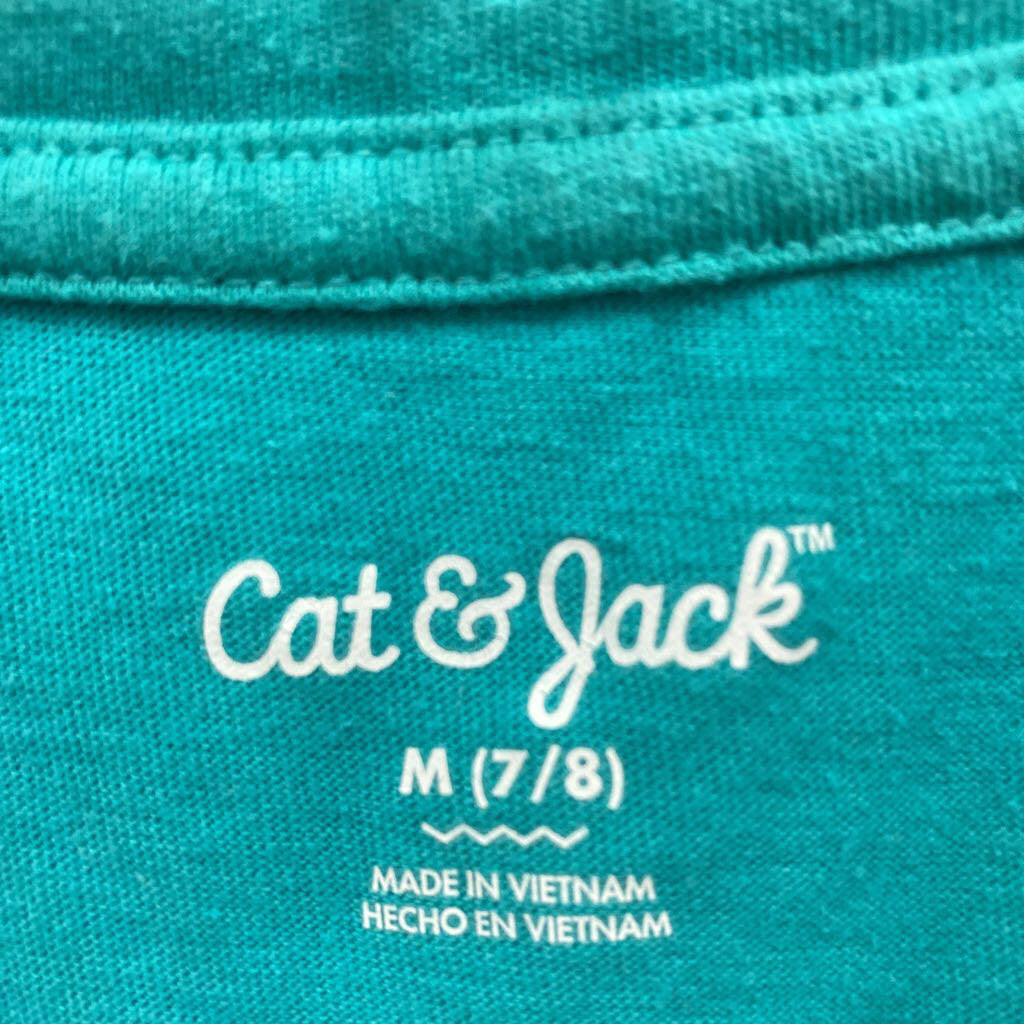 Cat & Jack™
M (7/8)
MADE IN VIETNAM
HECHO EN VIETNAM